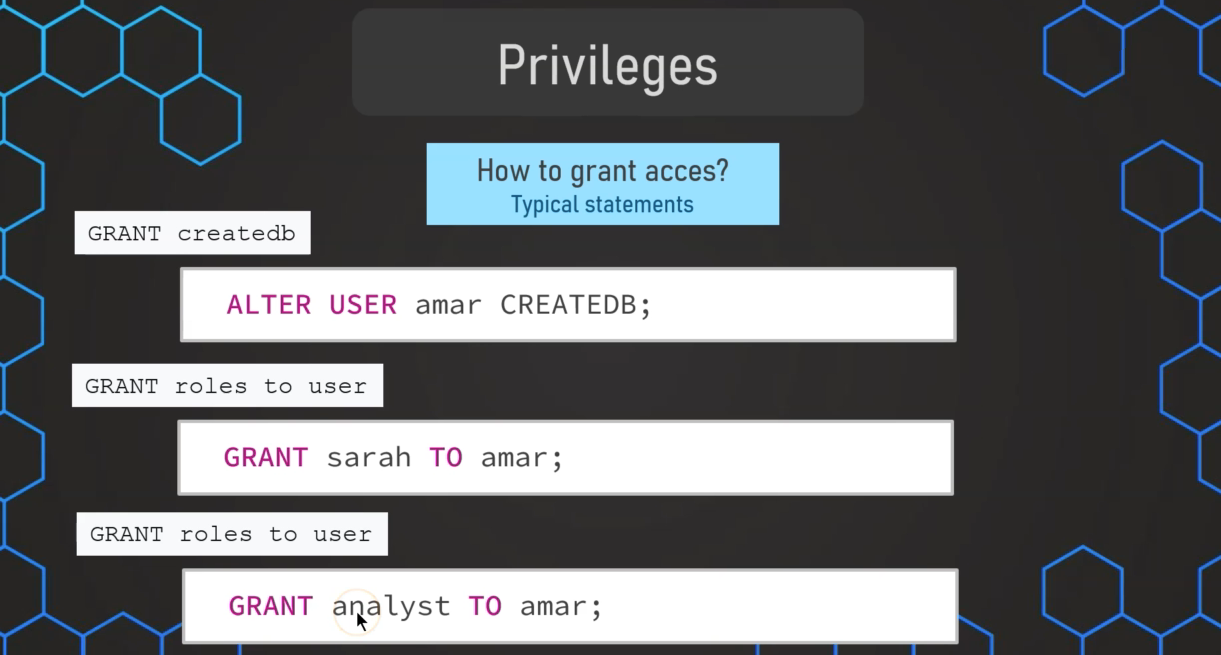 Privileges
How to grant acces?
Typical statements
GRANT createdb
ALTER USER amar CREATEDB;
GRANT roles to user
GRANT sarah TO amar;
GRANT roles to user
GRANT analyst TO amar;